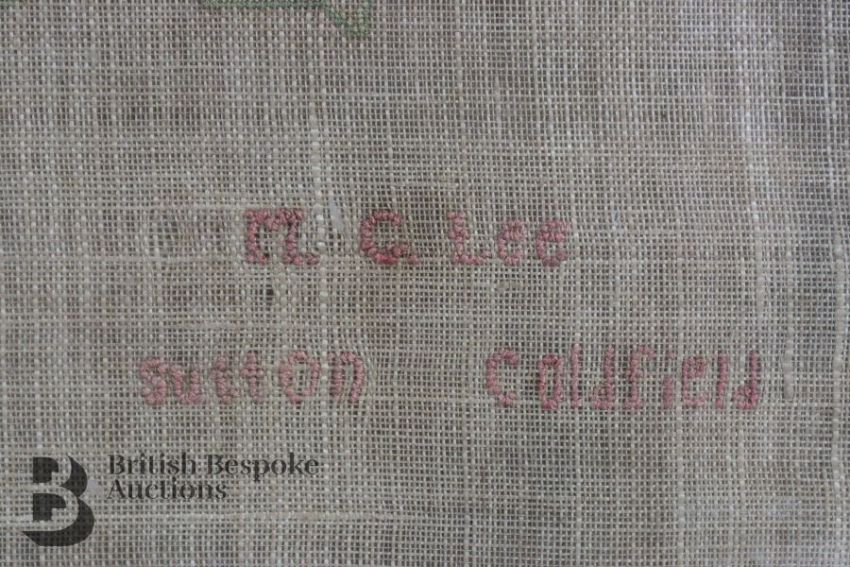 M. G. Lee
sutton Coldfield
British Bespoke
Auctions